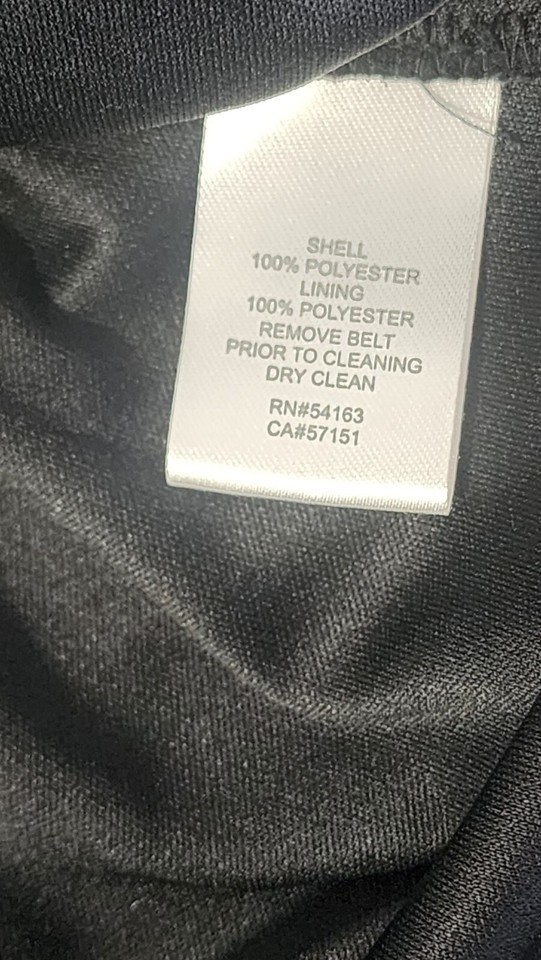 SHELL
100% POLYESTER
LINING
100% POLYESTER
REMOVE BELT
PRIOR TO CLEANING
DRY CLEAN
RN#54163
CA#57151